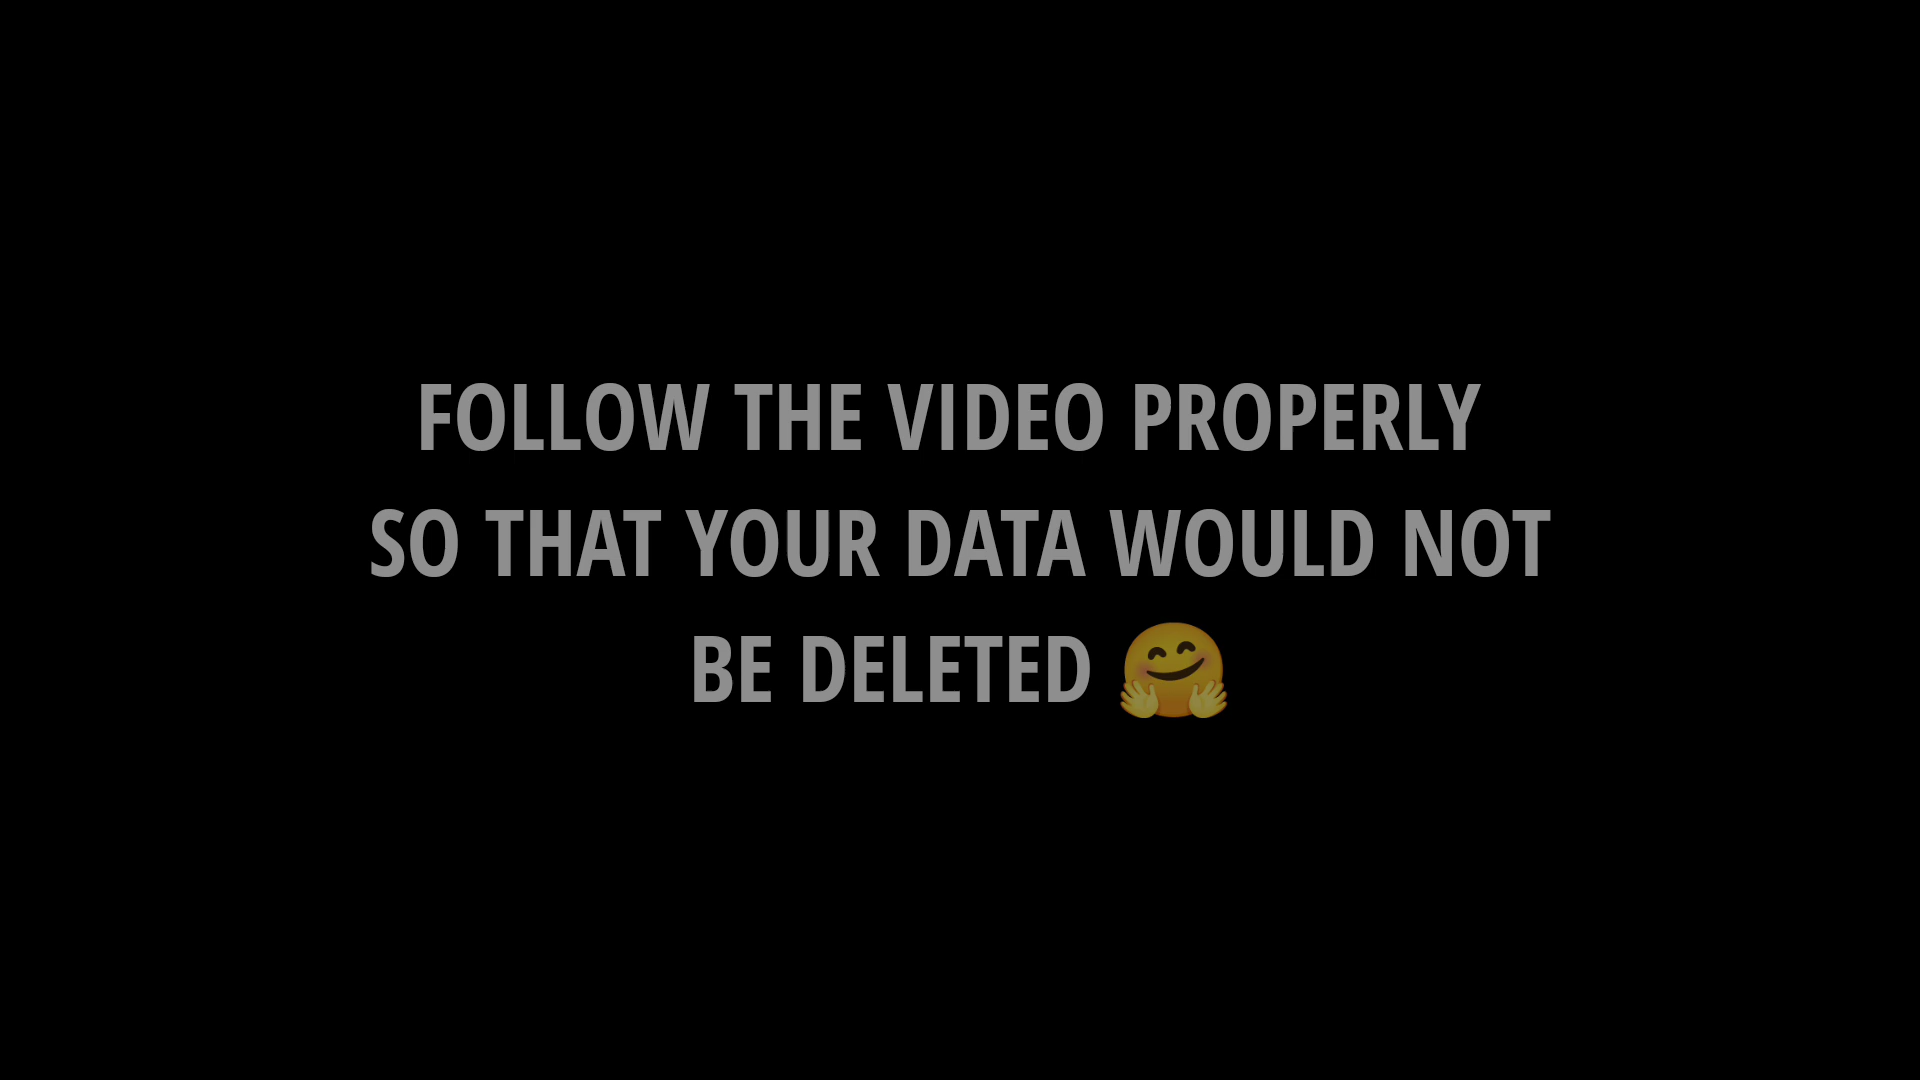 FOLLOW THE VIDEO PROPERLY
SO THAT YOUR DATA WOULD NOT
BE DELETED 🤗